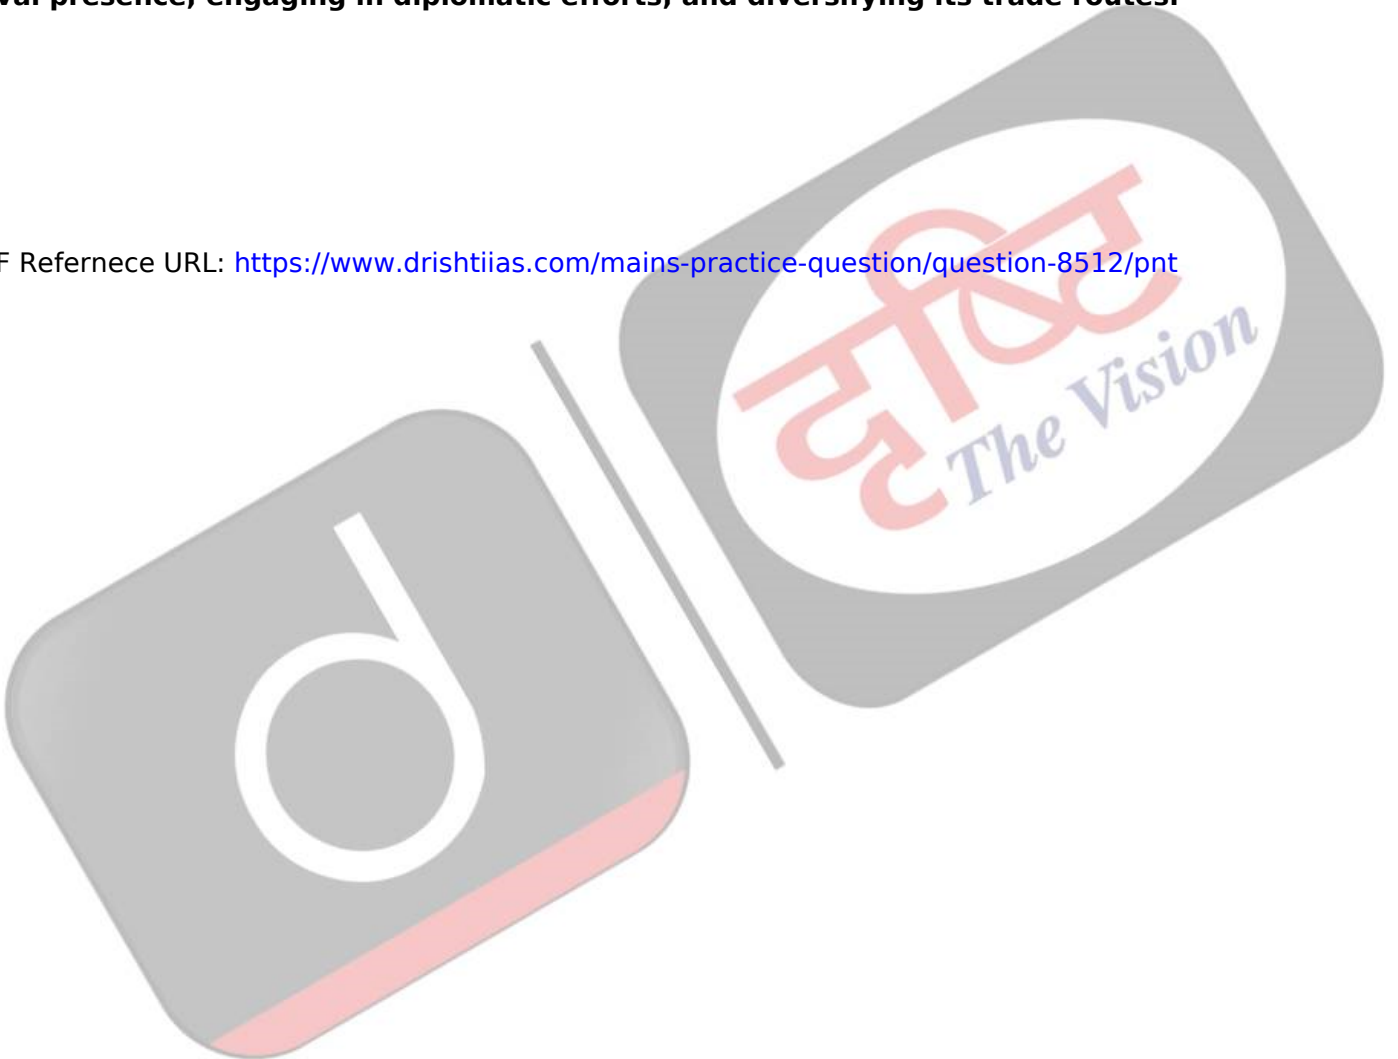 presence, engaging in diplomatic efforts, and diversifying its trade routes.
F Refernece URL: https://www.drishtiias.com/mains-practice-question/question-8512/pnt
दृष्टि
The Vision
d